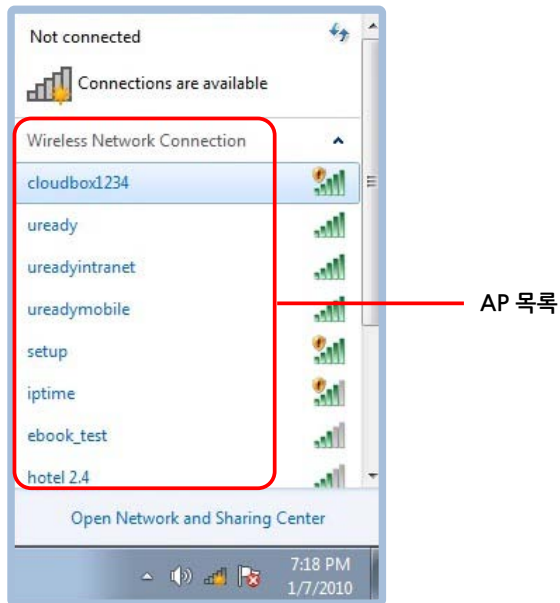 Not connected
Connections are available
Wireless Network Connection
cloudbox1234
uready
ureadyintranet
ureadymobile
setup
iptime
ebook_test
hotel 2.4
Open Network and Sharing Center
7:18 PM
1/7/2010
AP 목록